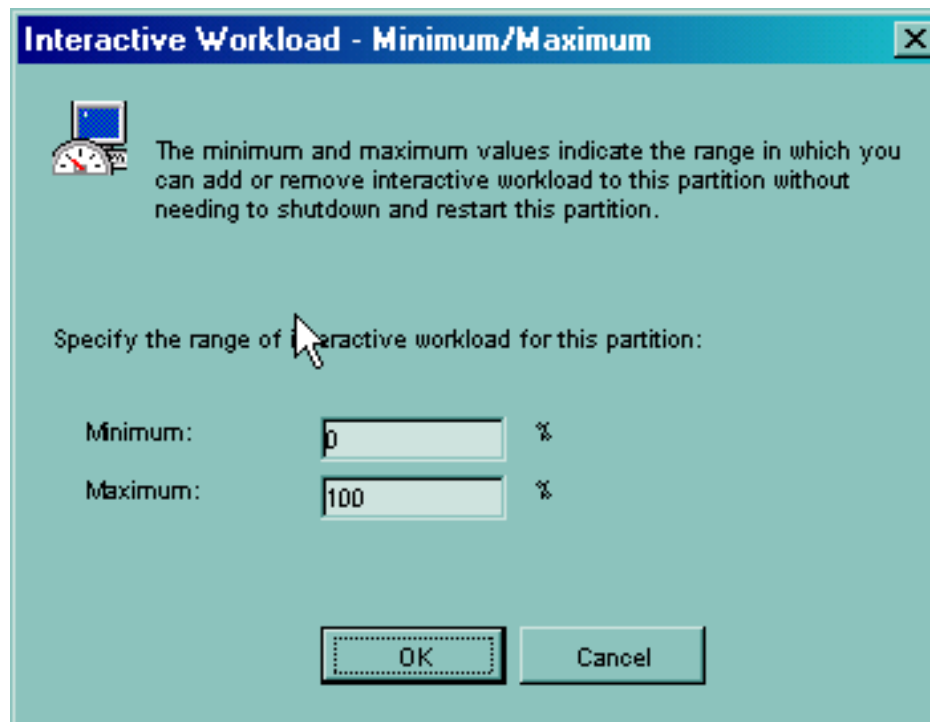 Interactive Workload - Minimum/Maximum
The minimum and maximum values indicate the range in which you
can add or remove interactive workload to this partition without
needing to shutdown and restart this partition.
Specify the range of interactive workload for this partition:
Minimum: 0 %
Maximum: 100 %
OK Cancel